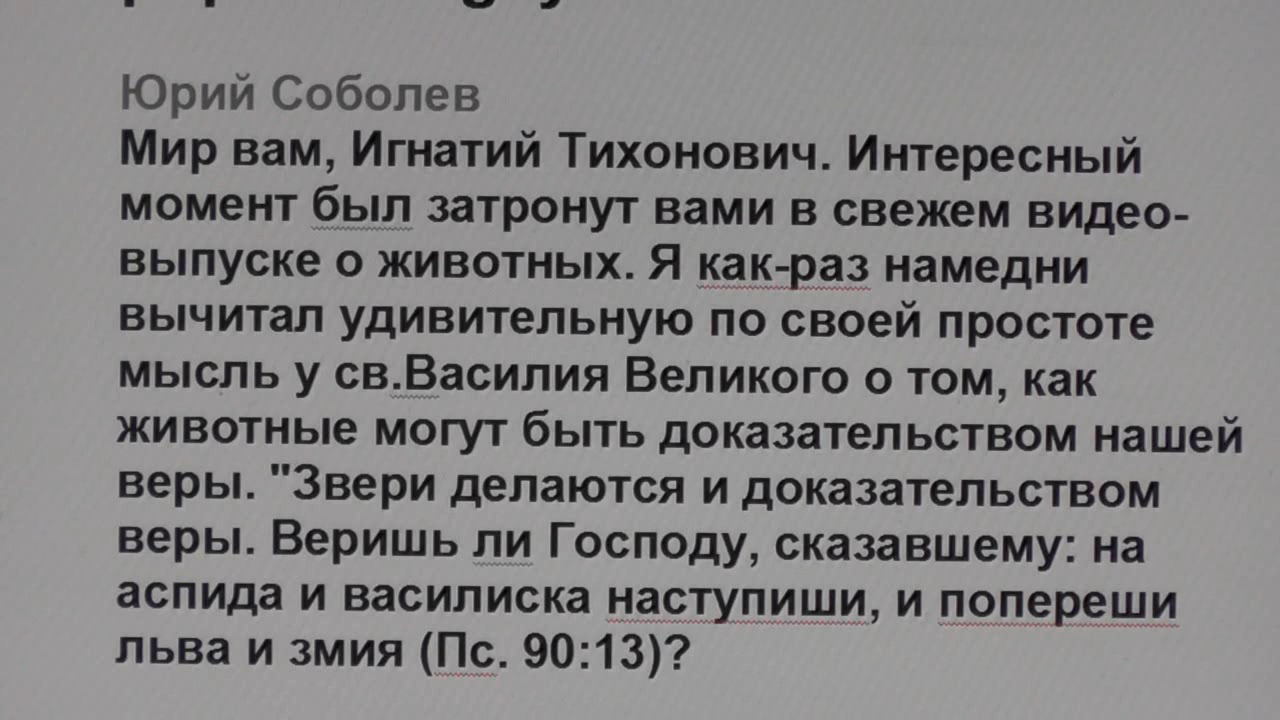 Юрий Соболев
Мир вам, Игнатий Тихонович. Интересный
момент был затронут вами в свежем видео-
выпуске о животных. Я как-раз намедни
вычитал удивительную по своей простоте
мысль у св.Василия Великого о том, как
животные могут быть доказательством нашей
веры. "Звери делаются и доказательством
веры. Веришь ли Господу, сказавшему: на
аспида и василиска наступиши, и попереши
льва и змия (Пс. 90:13)?